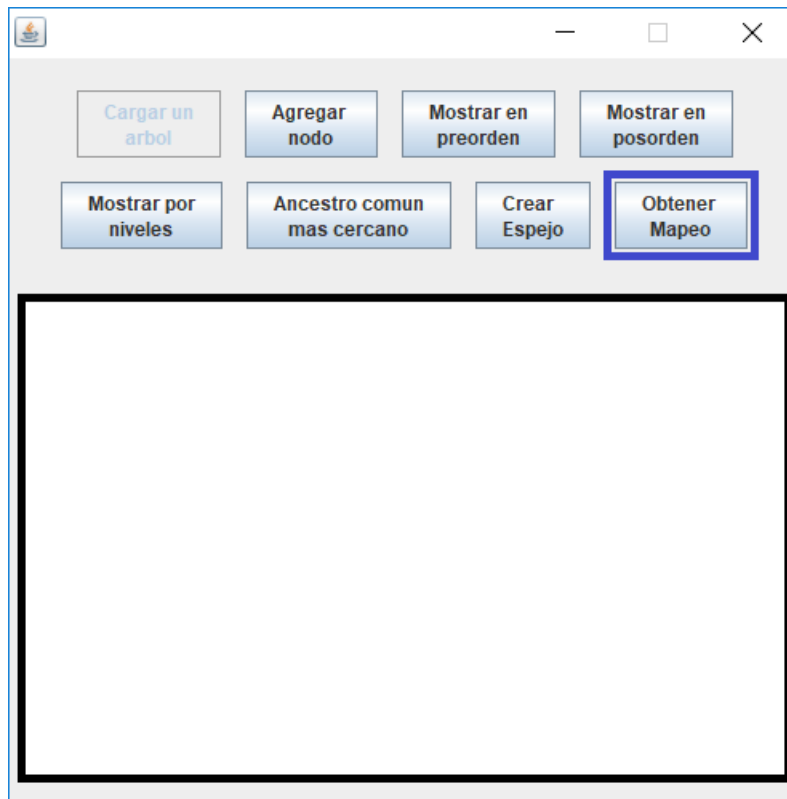 Cargar un
arbol
Agregar
nodo
Mostrar en
preorden
Mostrar en
posorden
Mostrar por
niveles
Ancestro comun
mas cercano
Crear
Espejo
Obtener
Mapeo